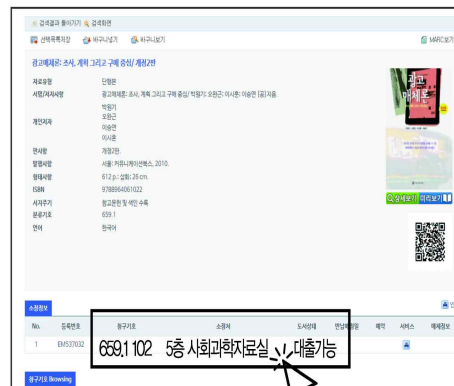 검색결과 돌아가기 검색화면
선택목록저장 바구니넣기 바구니보기 MARC보기
광고매체론: 조사, 계획 그리고 구매 중심/ 개정2판
자료유형 단행본
서명/저자사항 광고매체론: 조사, 계획 그리고 구매 중심/ 박원기; 오완근; 이시훈; 이승연 [공]지음.
개인저자 박원기
오완근
이승연
이시훈
판사항 개정2판.
발행사항 서울: 커뮤니케이션북스, 2010.
형태사항 612 p.: 삽화; 26 cm.
ISBN 9788964061022
서지주기 참고문헌 및 색인 수록
분류기호 659.1
언어 한국어
광고
매체론
상세보기 미리보기
소장정보
No. 등록번호 청구기호 소장처 도서상태 반납예정일 예약 서비스 매체정보
1 EM537032 659.1 102 5층 사회과학자료실 대출가능
청구기호 Browsing